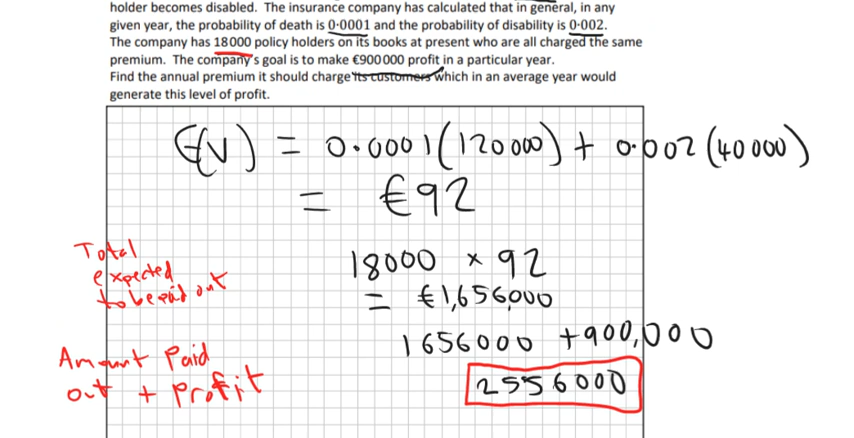 holder becomes disabled. The insurance company has calculated that in general, in any
given year, the probability of death is 0·0001 and the probability of disability is 0·002.
The company has 18000 policy holders on its books at present who are all charged the same
premium. The company's goal is to make €900000 profit in a particular year.
Find the annual premium it should charge its customers which in an average year would
generate this level of profit.
E(V) = 0.0001(120000) + 0.002(40000)
= €92
Total
expected
to be paid out
18000 x 92
= €1,656,000
1656000 +900,000
Amount Paid
out + Profit
2556000